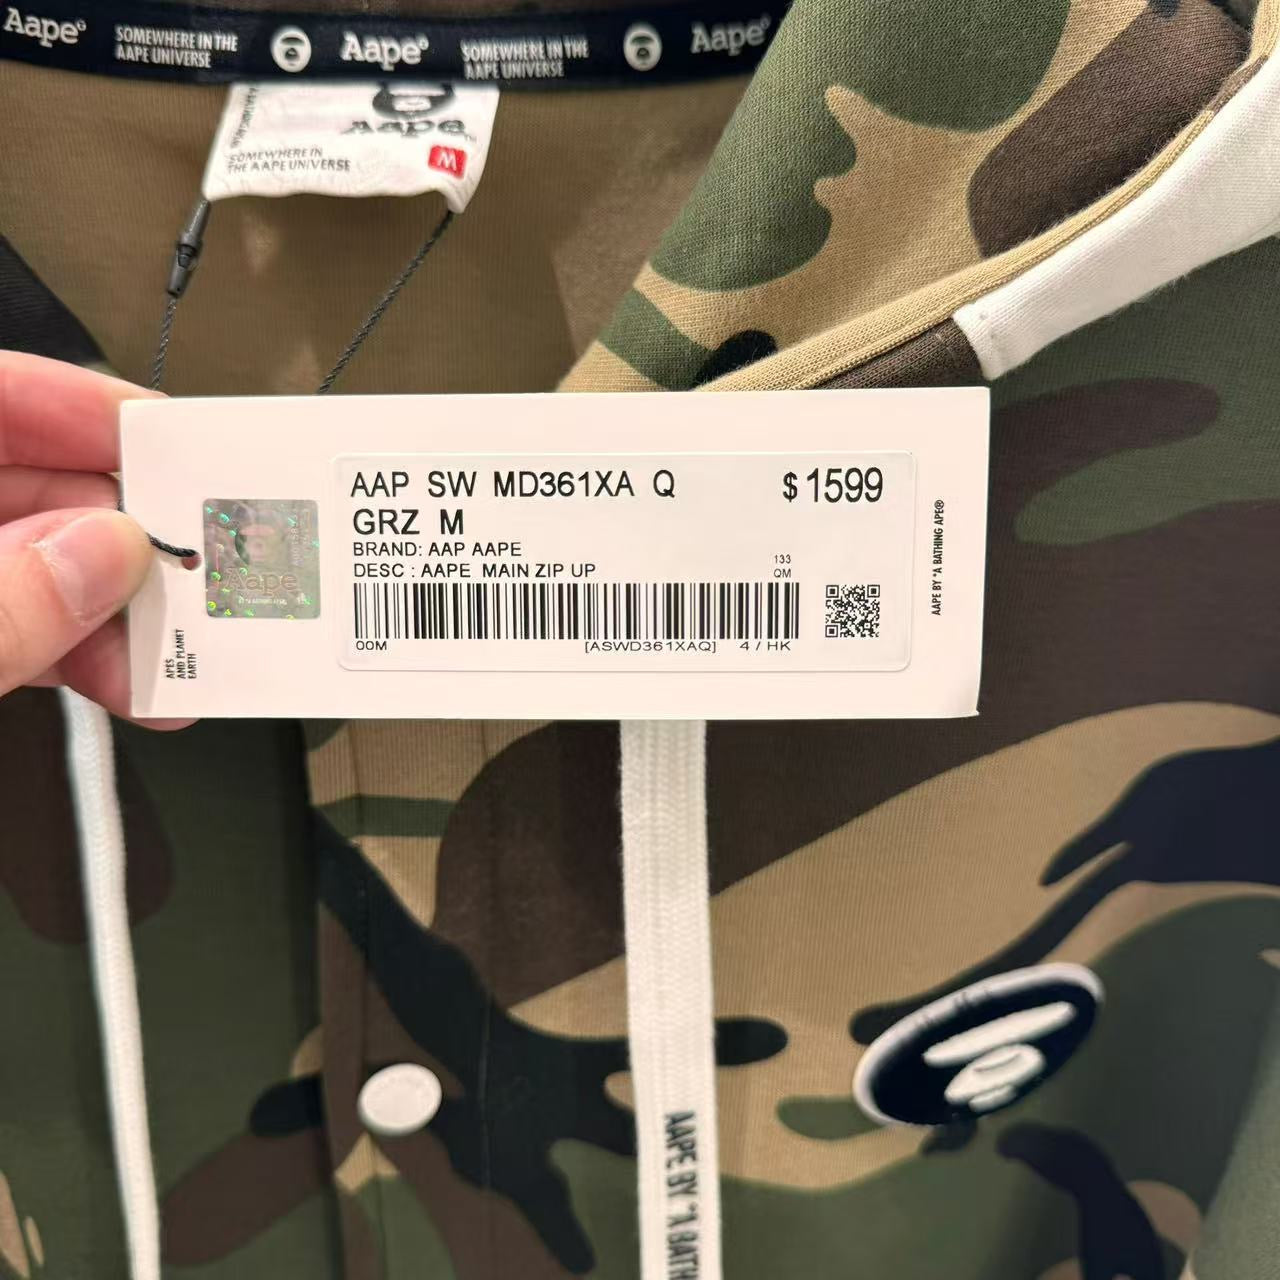 Aape
SOMEWHERE IN THE
AAPE UNIVERSE
Aape
SOMEWHERE IN THE
AAPE UNIVERSE
Aape
Aape
SOMEWHERE IN
THE AAPE UNIVERSE
M
AAP SW MD361XA Q
$1599
GRZ M
BRAND: AAP AAPE
DESC : AAPE MAIN ZIP UP
133
QM
00M
[ASWD361XAQ]
4 / HK
Aape
APES
AND PLANET
EARTH
AAPE BY *A BATHING APE®
AAPE BY *A BATH